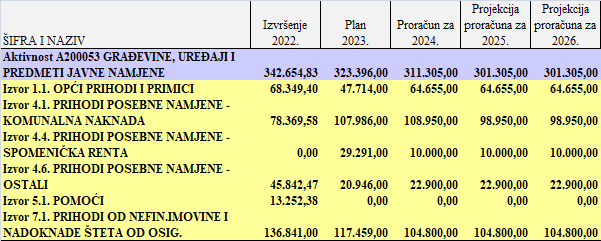 ŠIFRA I NAZIV Izvršenje 2022. Plan 2023. Proračun za 2024. Projekcija proračuna za 2025. Projekcija proračuna za 2026.
Aktivnost A200053 GRAĐEVINE, UREĐAJI I
PREDMETI JAVNE NAMJENE 342.654,83 323.396,00 311.305,00 301.305,00 301.305,00
Izvor 1.1. OPĆI PRIHODI I PRIMICI 68.349,40 47.714,00 64.655,00 64.655,00 64.655,00
Izvor 4.1. PRIHODI POSEBNE NAMJENE -
KOMUNALNA NAKNADA 78.369,58 107.986,00 108.950,00 98.950,00 98.950,00
Izvor 4.4. PRIHODI POSEBNE NAMJENE -
SPOMENIČKA RENTA 0,00 29.291,00 10.000,00 10.000,00 10.000,00
Izvor 4.6. PRIHODI POSEBNE NAMJENE -
OSTALI 45.842,47 20.946,00 22.900,00 22.900,00 22.900,00
Izvor 5.1. POMOĆI 13.252,38 0,00 0,00 0,00 0,00
Izvor 7.1. PRIHODI OD NEFIN.IMOVINE I
NADOKNADE ŠTETA OD OSIG. 136.841,00 117.459,00 104.800,00 104.800,00 104.800,00